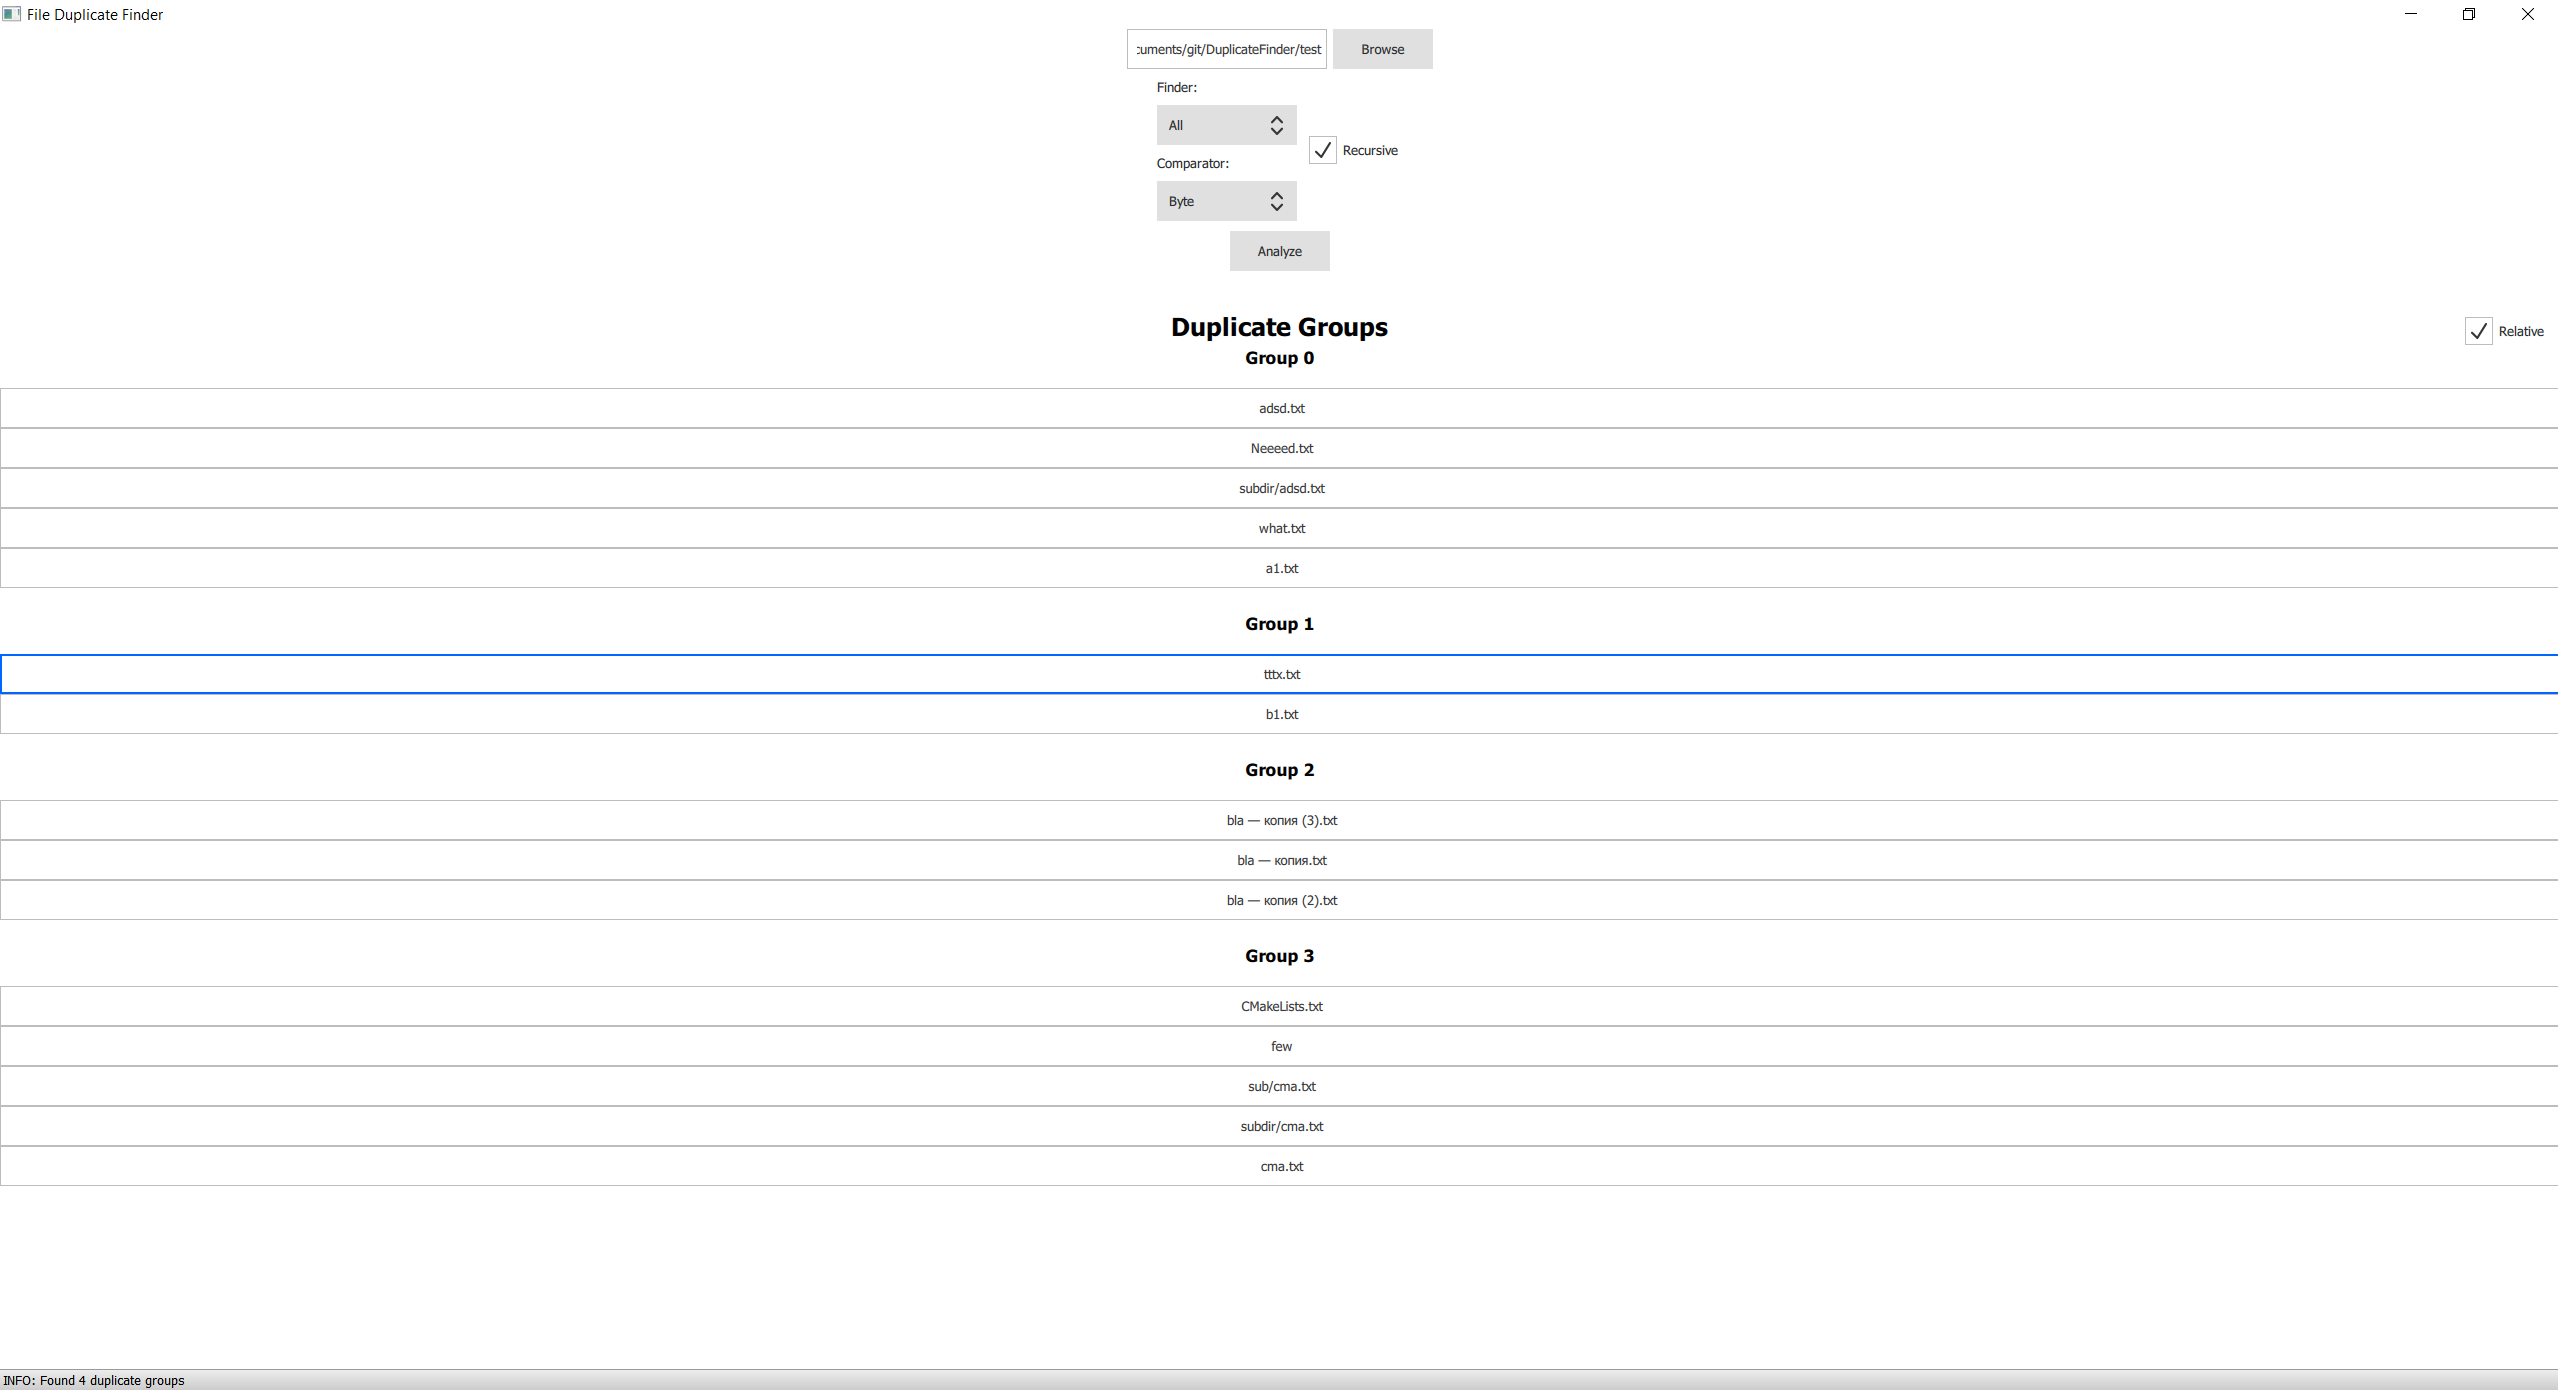 File Duplicate Finder
cuments/git/DuplicateFinder/test Browse
Finder:
All
Recursive
Comparator:
Byte
Analyze
Duplicate Groups
Relative
Group 0
adsd.txt
Neeeed.txt
subdir/adsd.txt
what.txt
a1.txt
Group 1
tttx.txt
b1.txt
Group 2
bla — копия (3).txt
bla — копия.txt
bla — копия (2).txt
Group 3
CMakeLists.txt
few
sub/cma.txt
subdir/cma.txt
cma.txt
INFO: Found 4 duplicate groups